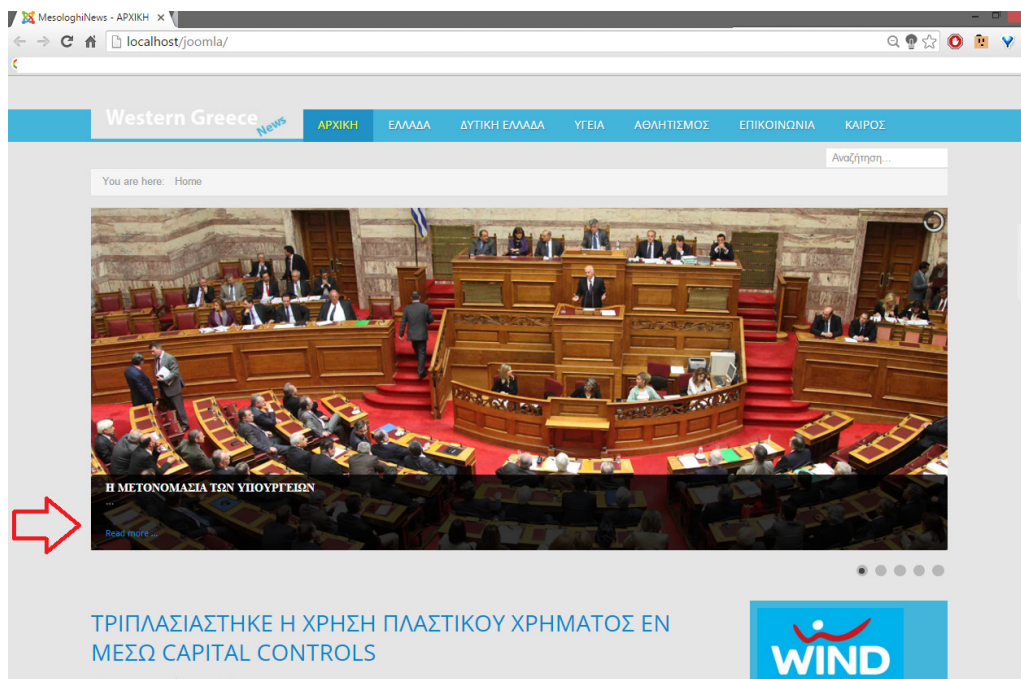 MesologhiNews - ΑΡΧΙΚΗ
localhost/joomla/
Western Greece News
ΑΡΧΙΚΗ ΕΛΛΑΔΑ ΔΥΤΙΚΗ ΕΛΛΑΔΑ ΥΓΕΙΑ ΑΘΛΗΤΙΣΜΟΣ ΕΠΙΚΟΙΝΩΝΙΑ ΚΑΙΡΟΣ
Αναζήτηση...
You are here: Home
Η ΜΕΤΟΝΟΜΑΣΙΑ ΤΩΝ ΥΠΟΥΡΓΕΙΩΝ
...
Read more ...
ΤΡΙΠΛΑΣΙΑΣΤΗΚΕ Η ΧΡΗΣΗ ΠΛΑΣΤΙΚΟΥ ΧΡΗΜΑΤΟΣ ΕΝ
ΜΕΣΩ CAPITAL CONTROLS
WIND